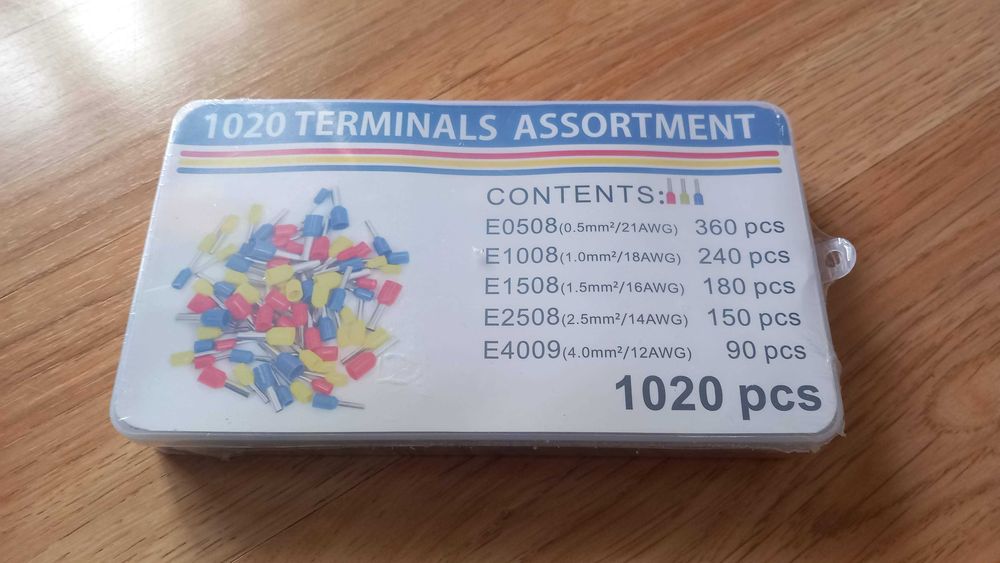 1020 TERMINALS ASSORTMENT
CONTENTS:
E0508(0.5mm²/21AWG) 360 pcs
E1008(1.0mm²/18AWG) 240 pcs
E1508(1.5mm²/16AWG) 180 pcs
E2508(2.5mm²/14AWG) 150 pcs
E4009(4.0mm²/12AWG) 90 pcs
1020 pcs